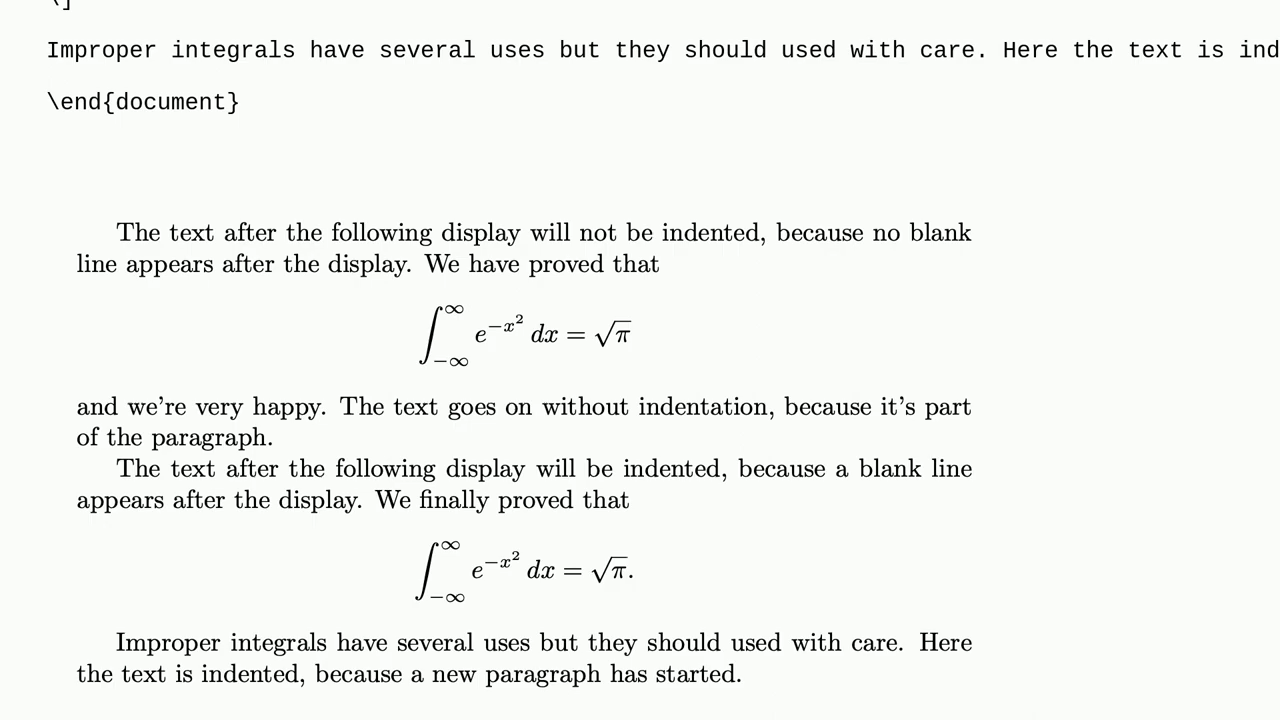 \]
Improper integrals have several uses but they should used with care. Here the text is ind
\end{document}
The text after the following display will not be indented, because no blank
line appears after the display. We have proved that
∫_{-∞}^{∞} e^{-x^2} dx = √π
and we're very happy. The text goes on without indentation, because it's part
of the paragraph.
The text after the following display will be indented, because a blank line
appears after the display. We finally proved that
∫_{-∞}^{∞} e^{-x^2} dx = √π.
Improper integrals have several uses but they should used with care. Here
the text is indented, because a new paragraph has started.